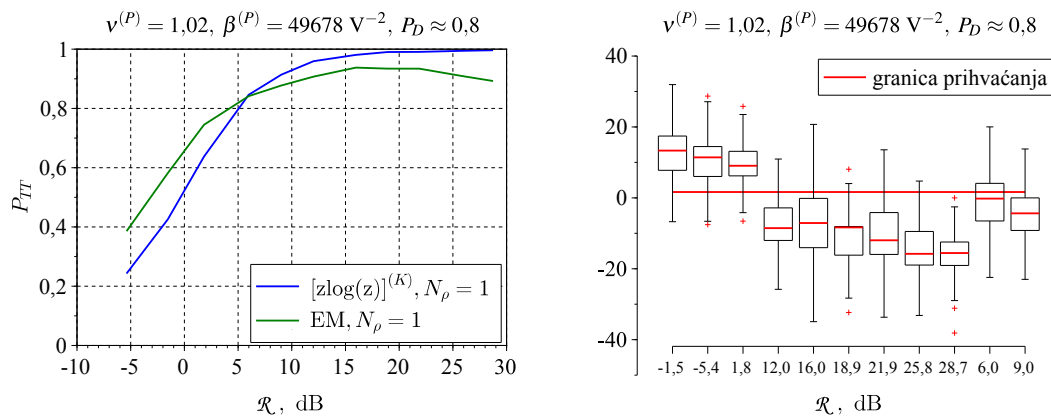 ν^(P) = 1,02, β^(P) = 49678 V^−2, P_D ≈ 0,8
1
0,8
0,6
0,4
0,2
0
P_TT
[zlog(z)]^(K), N_ρ = 1
EM, N_ρ = 1
-10 -5 0 5 10 15 20 25 30
ℛ, dB
ν^(P) = 1,02, β^(P) = 49678 V^−2, P_D ≈ 0,8
40
20
0
-20
-40
granica prihvaćanja
-1,5 -5,4 1,8 12,0 16,0 18,9 21,9 25,8 28,7 6,0 9,0
ℛ, dB